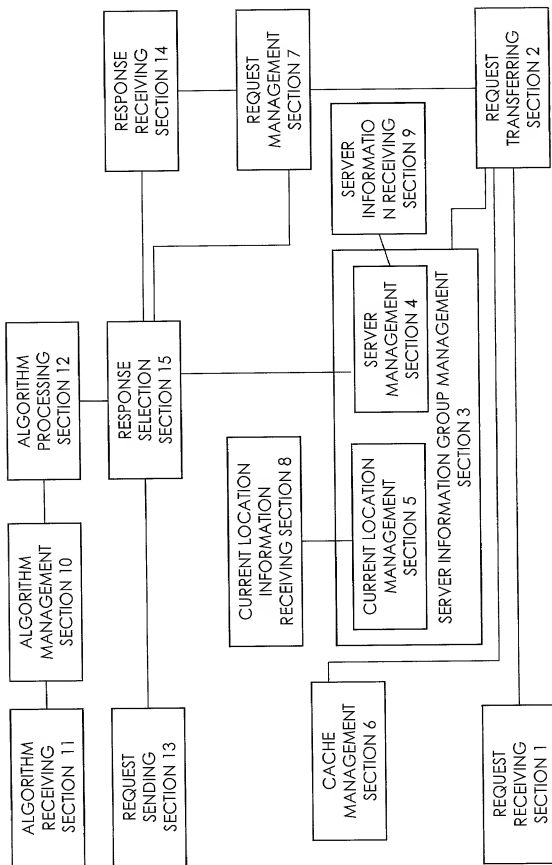 ALGORITHM
RECEIVING
SECTION 11
ALGORITHM
MANAGEMENT
SECTION 10
ALGORITHM
PROCESSING
SECTION 12
REQUEST
SENDING
SECTION 13
RESPONSE
SELECTION
SECTION 15
RESPONSE
RECEIVING
SECTION 14
CURRENT LOCATION
INFORMATION
RECEIVING SECTION 8
REQUEST
MANAGEMENT
SECTION 7
CACHE
MANAGEMENT
SECTION 6
CURRENT LOCATION
MANAGEMENT
SECTION 5
SERVER
MANAGEMENT
SECTION 4
SERVER
INFORMATIO
N RECEIVING
SECTION 9
SERVER INFORMATION GROUP MANAGEMENT
SECTION 3
REQUEST
RECEIVING
SECTION 1
REQUEST
TRANSFERRING
SECTION 2